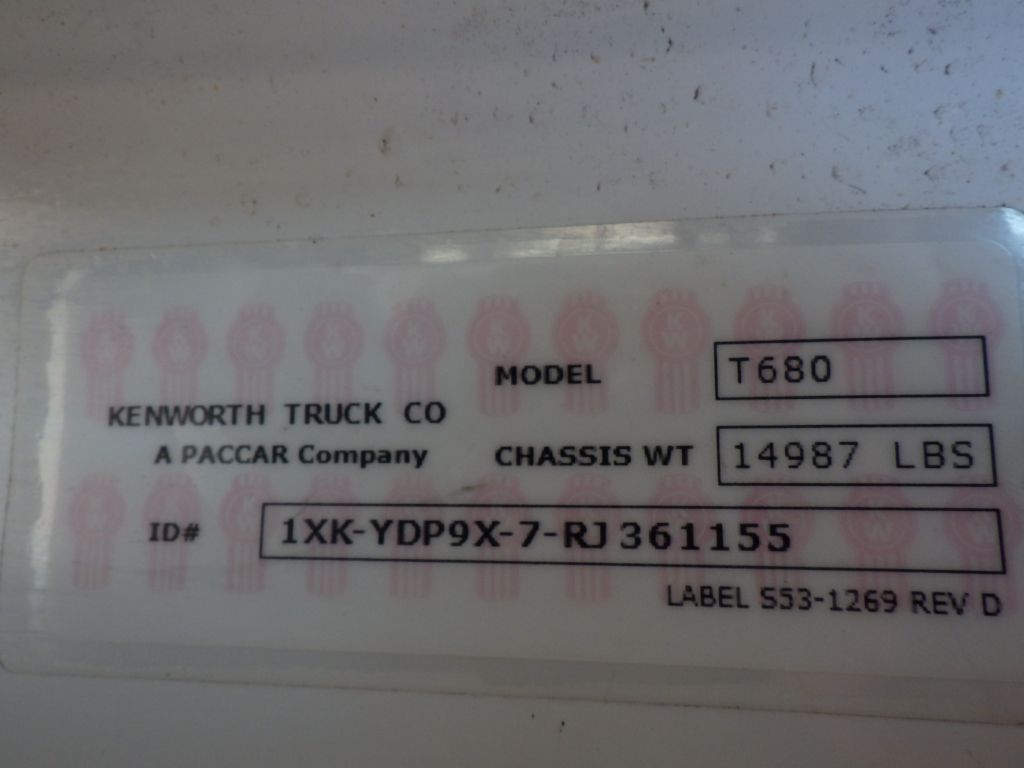 MODEL T680
KENWORTH TRUCK CO
A PACCAR Company CHASSIS WT 14987 LBS
ID# 1XK-YDP9X-7-RJ361155
LABEL S53-1269 REV D